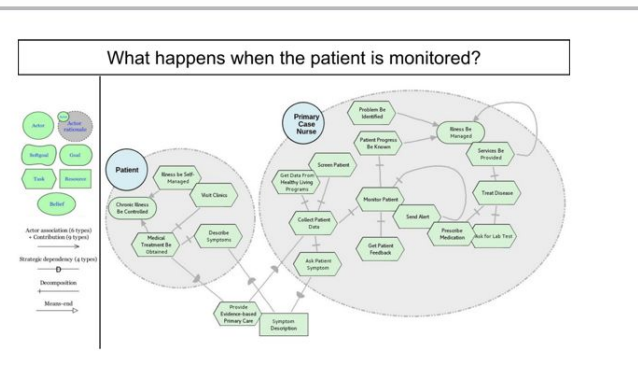 What happens when the patient is monitored?
Actor
Actor
rationale
Softgoal
Goal
Task
Resource
Belief
Actor association (6 types)
+ Contribution (9 types)
Strategic dependency (4 types)
D
Decomposition
Means-end
Patient
Illness be Self-
Managed
Visit Clinics
Chronic Illness
Be Controlled
Medical
Treatment Be
Obtained
Describe
Symptoms
Provide
Evidence-based
Primary Care
Symptom
Description
Primary
Case
Nurse
Problem Be
Identified
Patient Progress
Be Known
Illness Be
Managed
Services Be
Provided
Screen Patient
Get Data From
Healthy Living
Programs
Monitor Patient
Treat Disease
Collect Patient
Data
Send Alert
Prescribe
Medication
Ask for Lab Test
Get Patient
Feedback
Ask Patient
Symptom